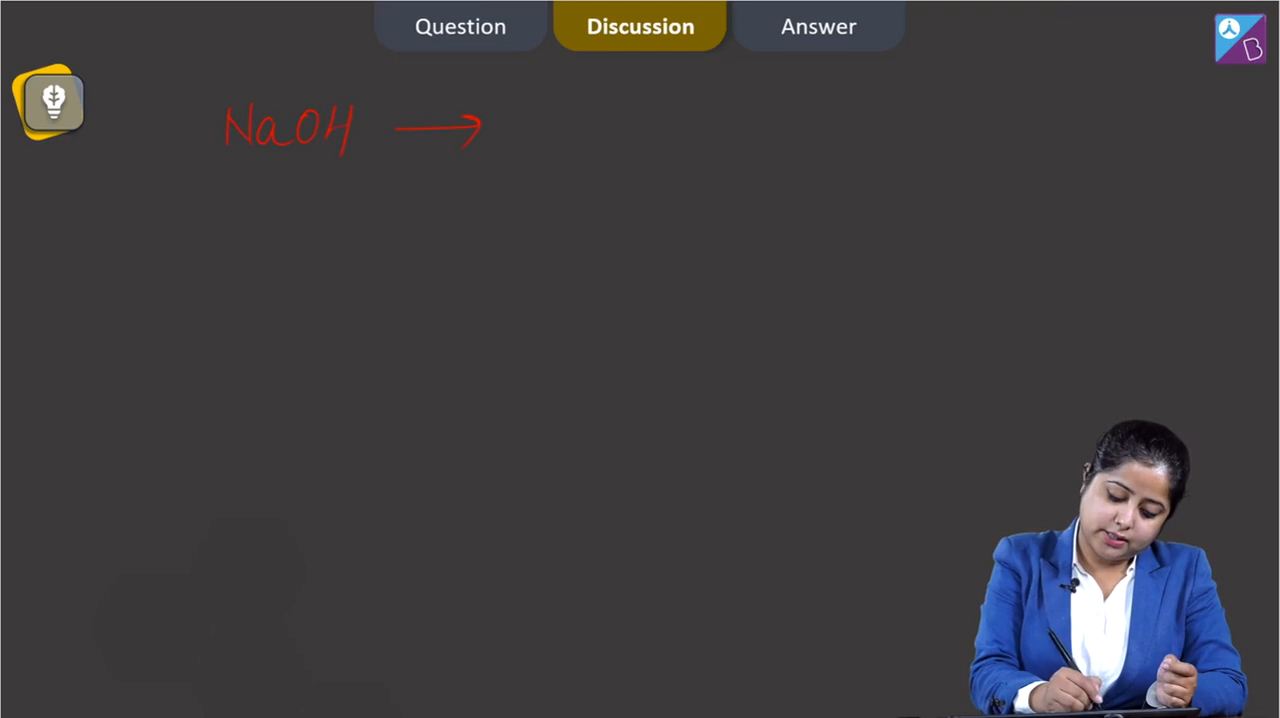 Question Discussion Answer
NaOH →
B